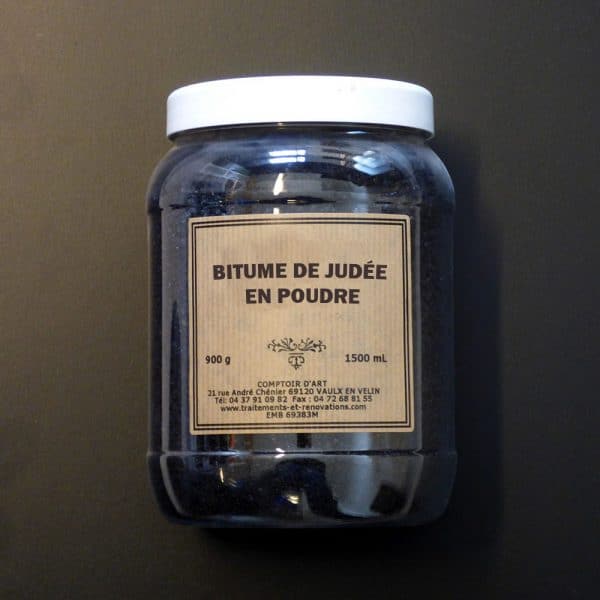 BITUME DE JUDÉE
EN POUDRE
900 g 1500 mL
COMPTOIR D'ART
21 rue André Chénier 69120 VAULX EN VELIN
Tél: 04 37 91 09 82 Fax : 04 72 68 81 55
www.traitements-et-renovations.com
EMB 69383M